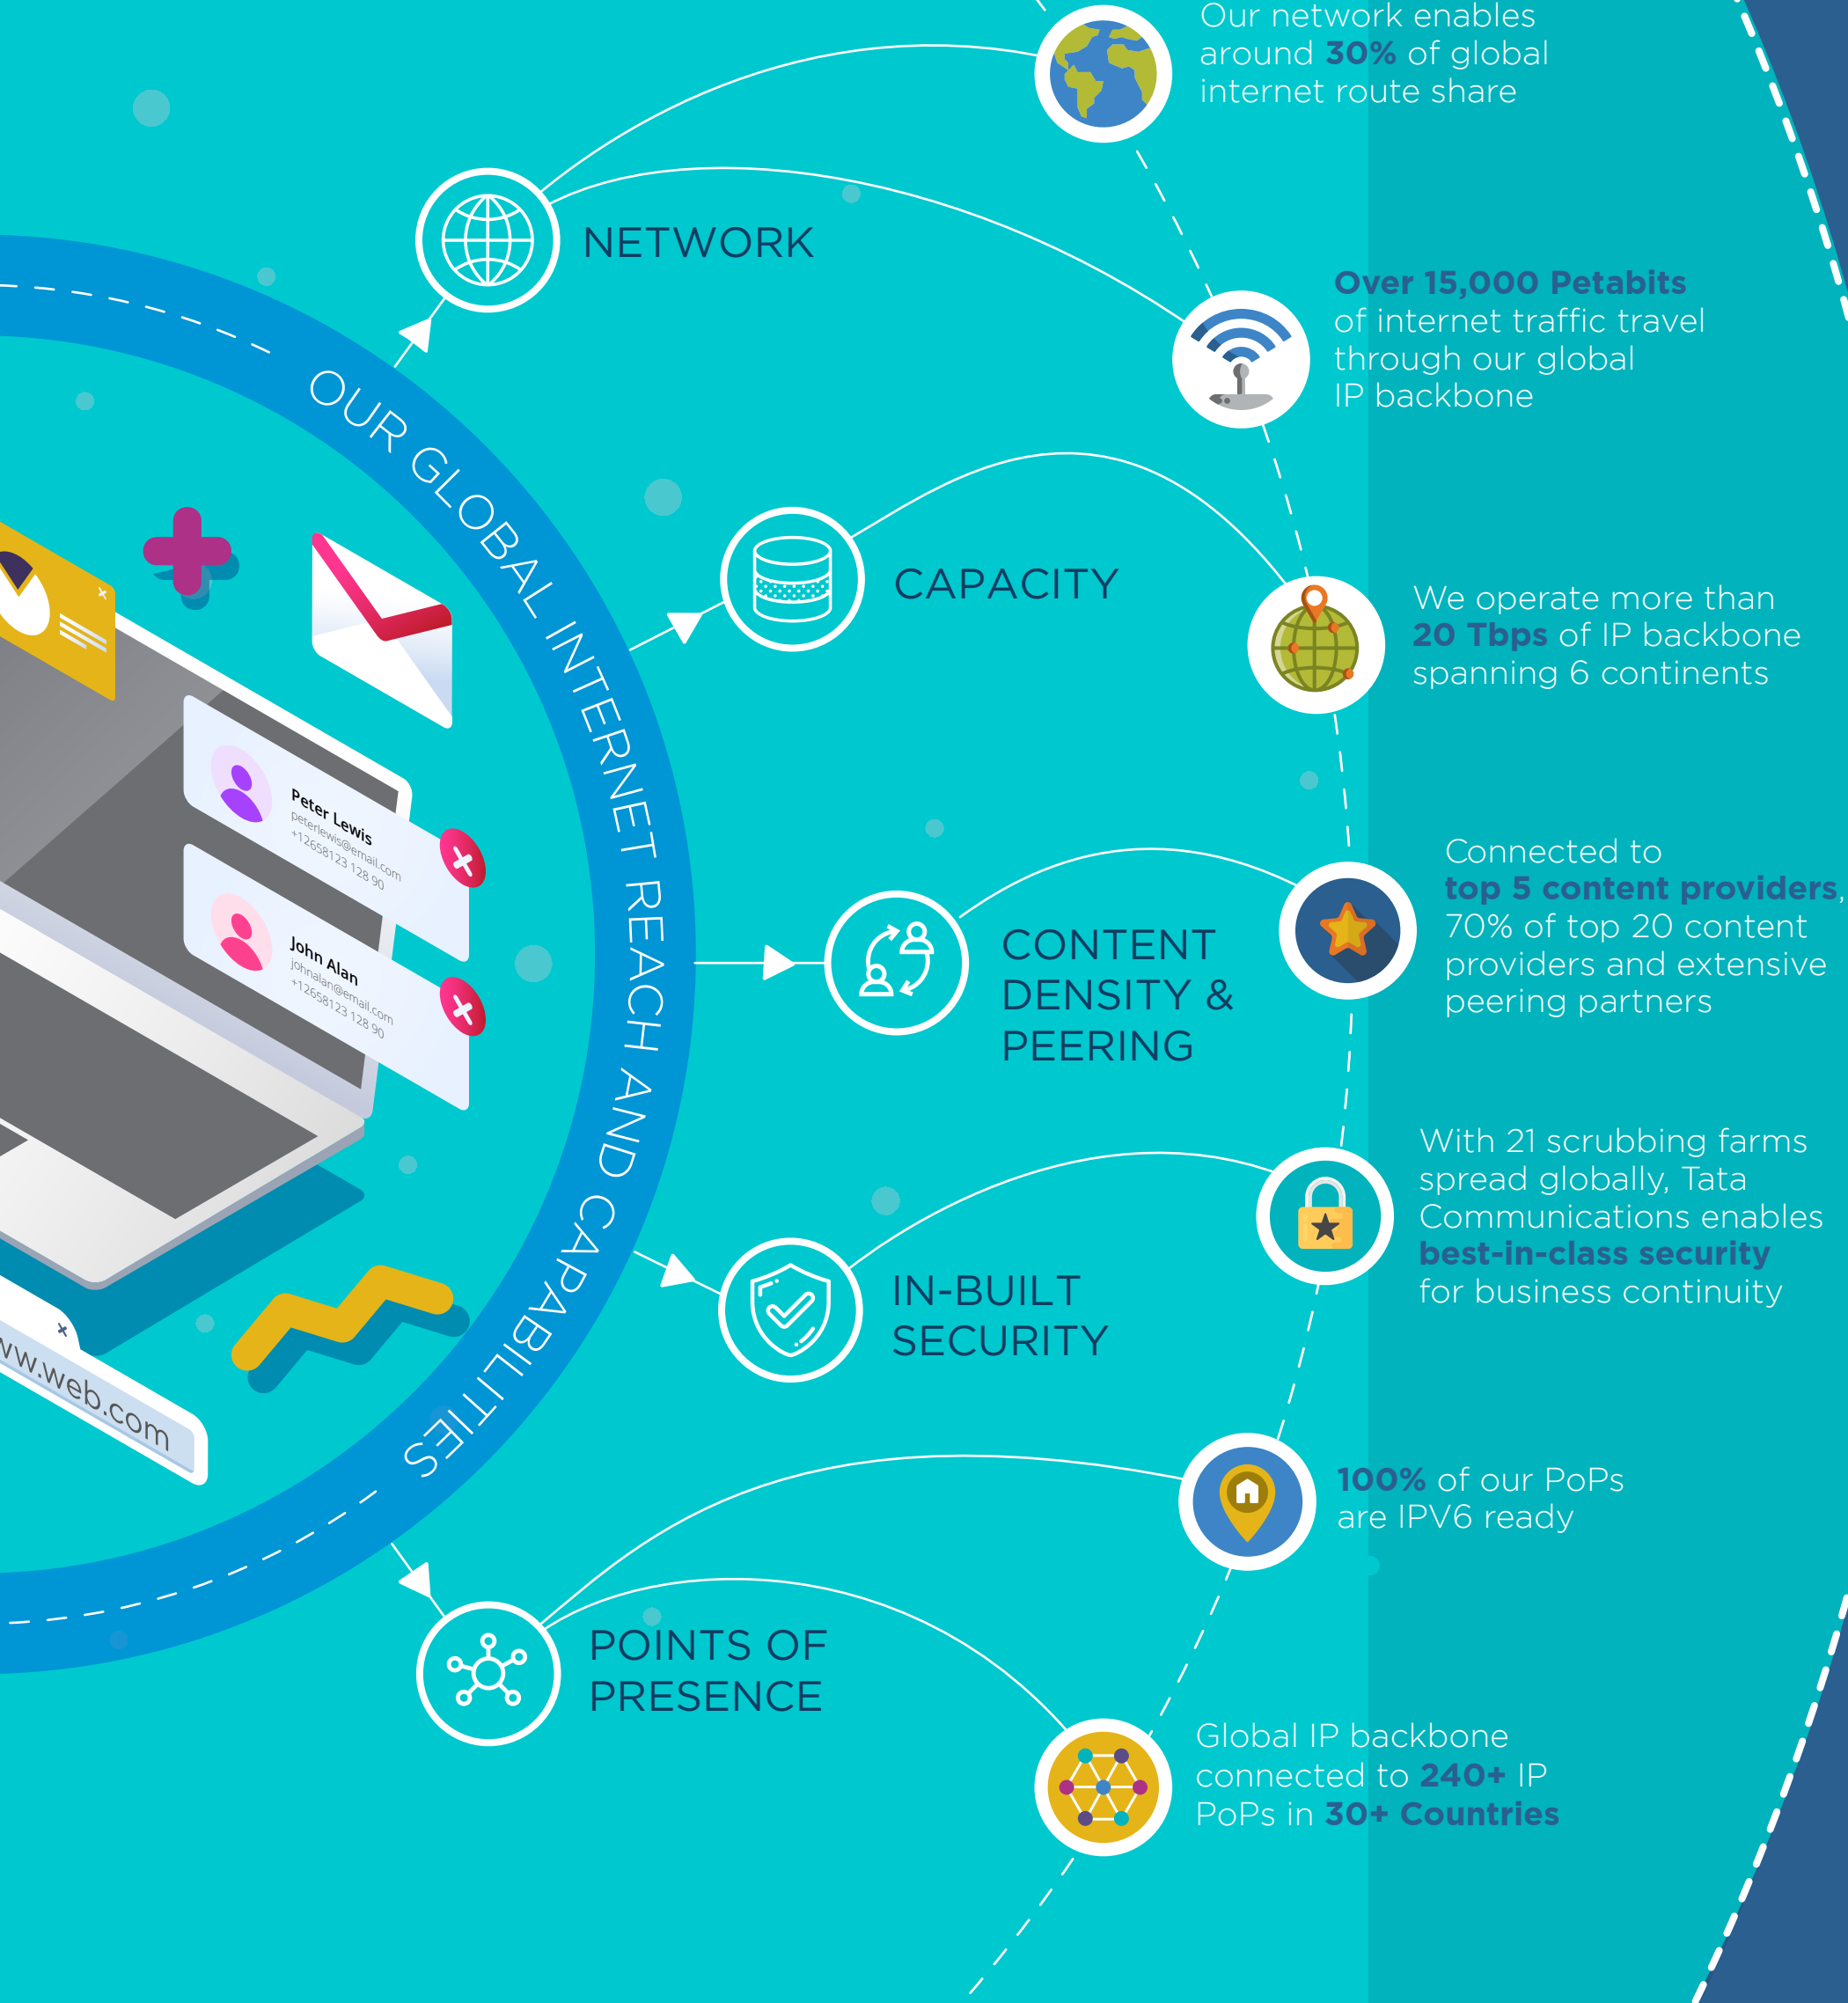 Our network enables
around 30% of global
internet route share
NETWORK
Over 15,000 Petabits
of internet traffic travel
through our global
IP backbone
OUR GLOBAL INTERNET REACH AND CAPABILITIES
CAPACITY
We operate more than
20 Tbps of IP backbone
spanning 6 continents
Peter Lewis
peterlewis@email.com
+12658123 128 90
John Alan
johnalan@email.com
+12658123 128 90
CONTENT
DENSITY &
PEERING
Connected to
top 5 content providers,
70% of top 20 content
providers and extensive
peering partners
With 21 scrubbing farms
spread globally, Tata
Communications enables
best-in-class security
for business continuity
IN-BUILT
SECURITY
ww.web.com
100% of our PoPs
are IPV6 ready
POINTS OF
PRESENCE
Global IP backbone
connected to 240+ IP
PoPs in 30+ Countries